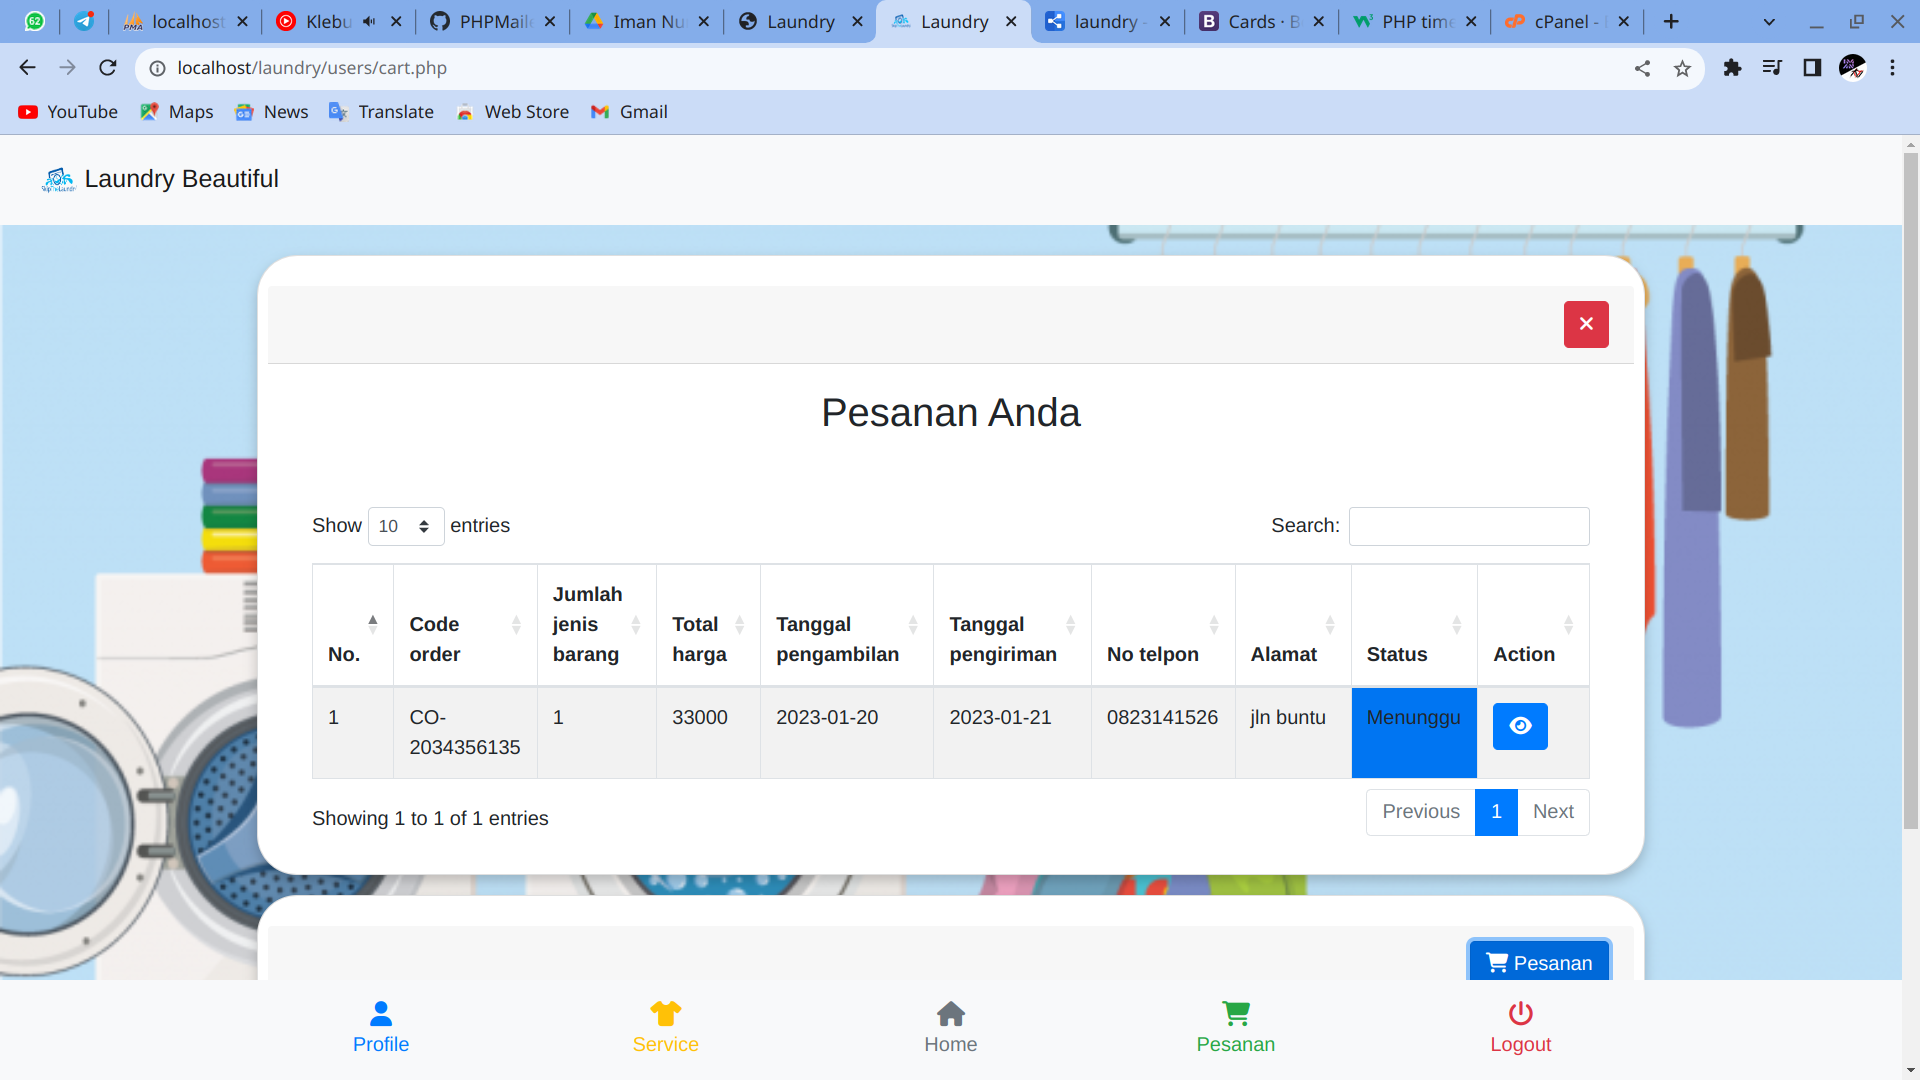 62
localhost
Klebu
PHPMaile
Iman Nu
Laundry
Laundry
laundry -
Cards · B
PHP time
cPanel -
localhost/laundry/users/cart.php
YouTube
Maps
News
Translate
Web Store
Gmail
Laundry Beautiful
Pesanan Anda
Show 10 entries
Search:
No.
Code order
Jumlah jenis barang
Total harga
Tanggal pengambilan
Tanggal pengiriman
No telpon
Alamat
Status
Action
1
CO-2034356135
1
33000
2023-01-20
2023-01-21
0823141526
jln buntu
Menunggu
Showing 1 to 1 of 1 entries
Previous
1
Next
Pesanan
Profile
Service
Home
Pesanan
Logout